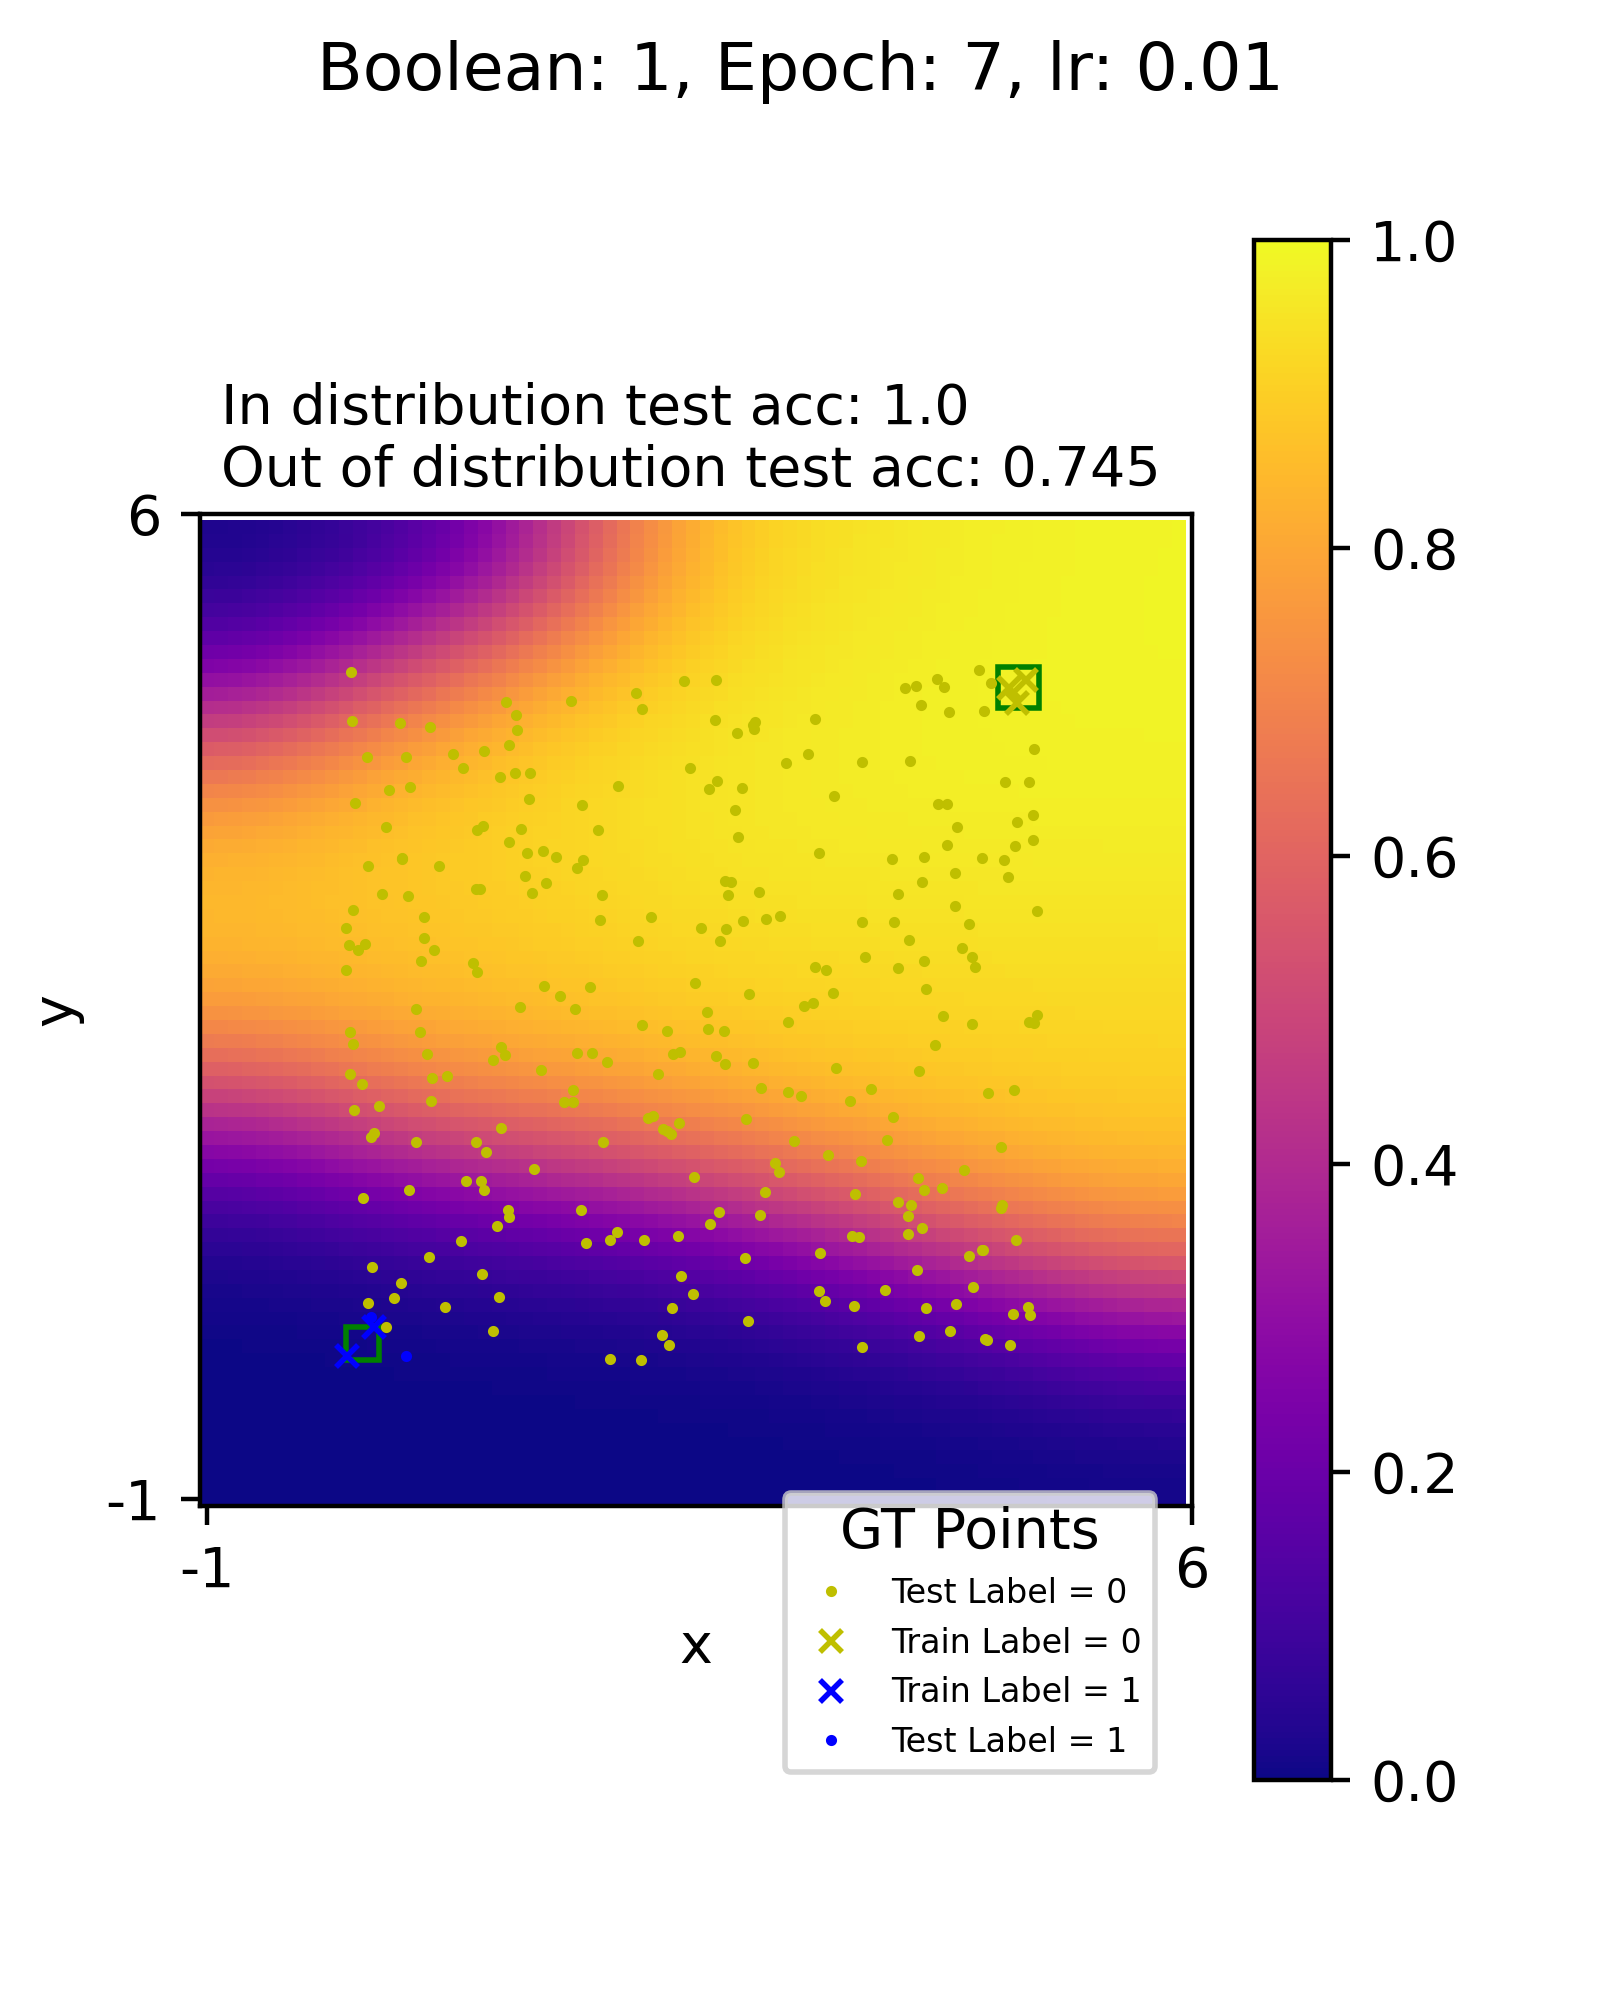 Boolean: 1, Epoch: 7, lr: 0.01
In distribution test acc: 1.0
Out of distribution test acc: 0.745
6
y
-1
-1
6
x
GT Points
Test Label = 0
Train Label = 0
Train Label = 1
Test Label = 1
1.0
0.8
0.6
0.4
0.2
0.0